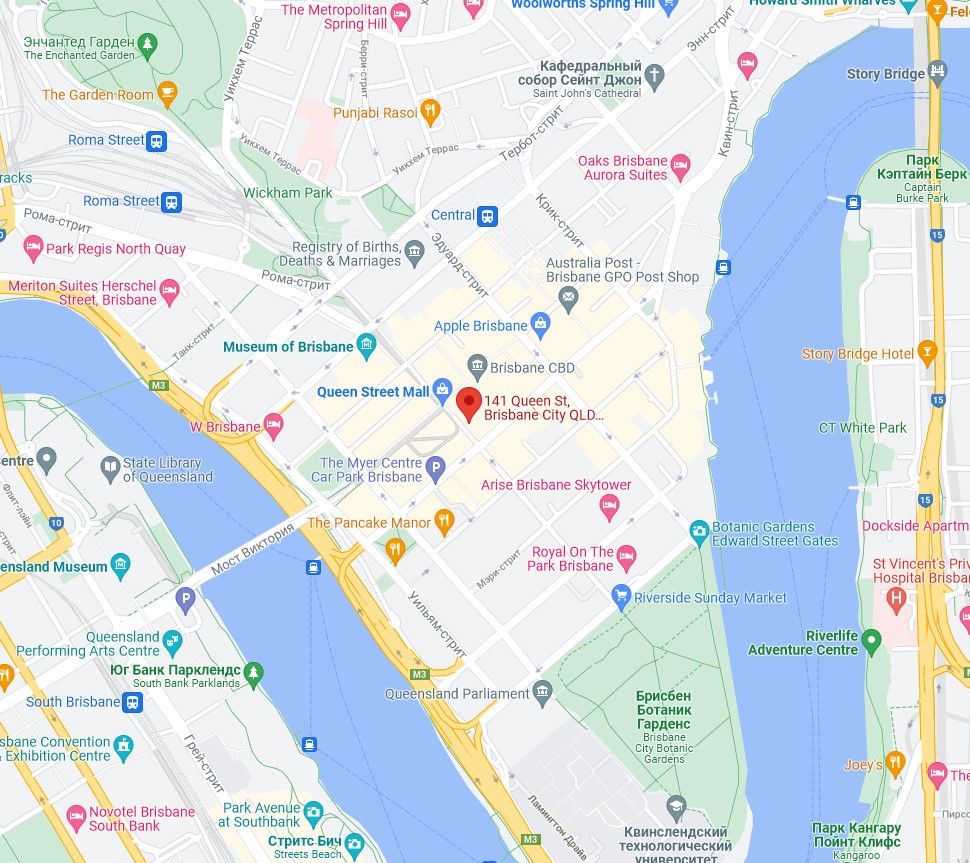 The Metropolitan
Spring Hill
Woolworths Spring Hill
Howard Smith Wharves
Энчантед Гарден
The Enchanted Garden
Уикхем Террас
Берри-стрит
Энн-стрит
Кафедральный
собор Сейнт Джон
Saint John's Cathedral
Story Bridge
The Garden Room
Punjabi Rasoi
Квин-стрит
Roma Street
Уикхем Террас
Уикхем Террас
Тербот-стрит
Oaks Brisbane
Aurora Suites
Парк
Кэптайн Берк
Captain
Burke Park
racks
Wickham Park
Roma Street
Рома-стрит
Central
Крик-стрит
15
Park Regis North Quay
Registry of Births,
Deaths & Marriages
Эдуард-стрит
Рома-стрит
Australia Post -
Brisbane GPO Post Shop
Meriton Suites Herschel
Street, Brisbane
Танк-стрит
Apple Brisbane
Museum of Brisbane
Story Bridge Hotel
Brisbane CBD
M3
Queen Street Mall
141 Queen St,
Brisbane City QLD...
15
W Brisbane
CT White Park
entre
State Library
of Queensland
The Myer Centre
Car Park Brisbane
P
Arise Brisbane Skytower
15
Флит-лэйн
10
The Pancake Manor
Botanic Gardens
Edward Street Gates
Dockside Apartm
Мост Виктория
Royal On The
Park Brisbane
Мэри-стрит
ensland Museum
St Vincent's Priv
Hospital Brisban
H
P
Riverside Sunday Market
Уильям-стрит
Queensland
Performing Arts Centre
Riverlife
Adventure Centre
Юг Банк Парклендс
South Bank Parklands
M3
Queensland Parliament
South Brisbane
Брисбен
Ботаник
Гарденс
Brisbane
City Botanic
Gardens
sbane Convention
& Exhibition Centre
Грей-стрит
Joey's
The
Novotel Brisbane
South Bank
Park Avenue
at Southbank
Ламингтон Драйв
Стритс Бич
Streets Beach
M3
Квинслендский
технологический
университет
Парк Кангару
Пойнт Клифс
Kangaroo